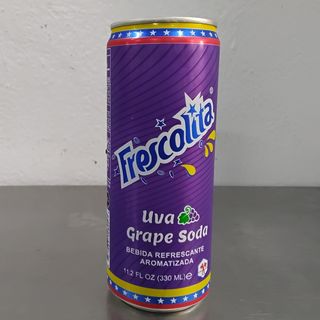 Frescolita
Uva
Grape Soda
BEBIDA REFRESCANTE
AROMATIZADA
11.2 FL OZ (330 ML) ℮